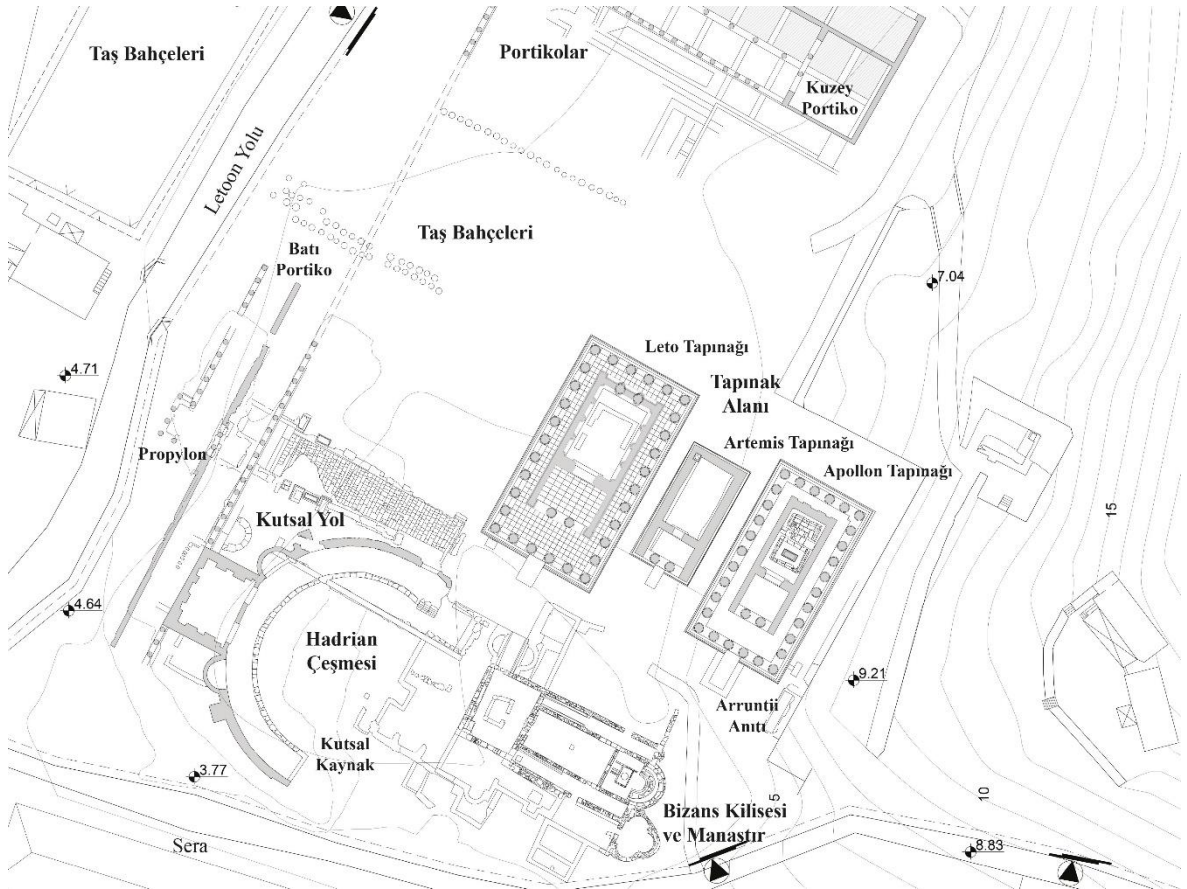 Taş Bahçeleri
Portikolar
Kuzey
Portiko
Letoon Yolu
Taş Bahçeleri
Batı
Portiko
7.04
Leto Tapınağı
4.71
Tapınak
Alanı
Artemis Tapınağı
Propylon
Apollon Tapınağı
15
Kutsal Yol
4.64
Hadrian
Çeşmesi
9.21
Arruntii
Anıtı
Kutsal
Kaynak
3.77
5
10
Bizans Kilisesi
ve Manastır
Sera
8.83